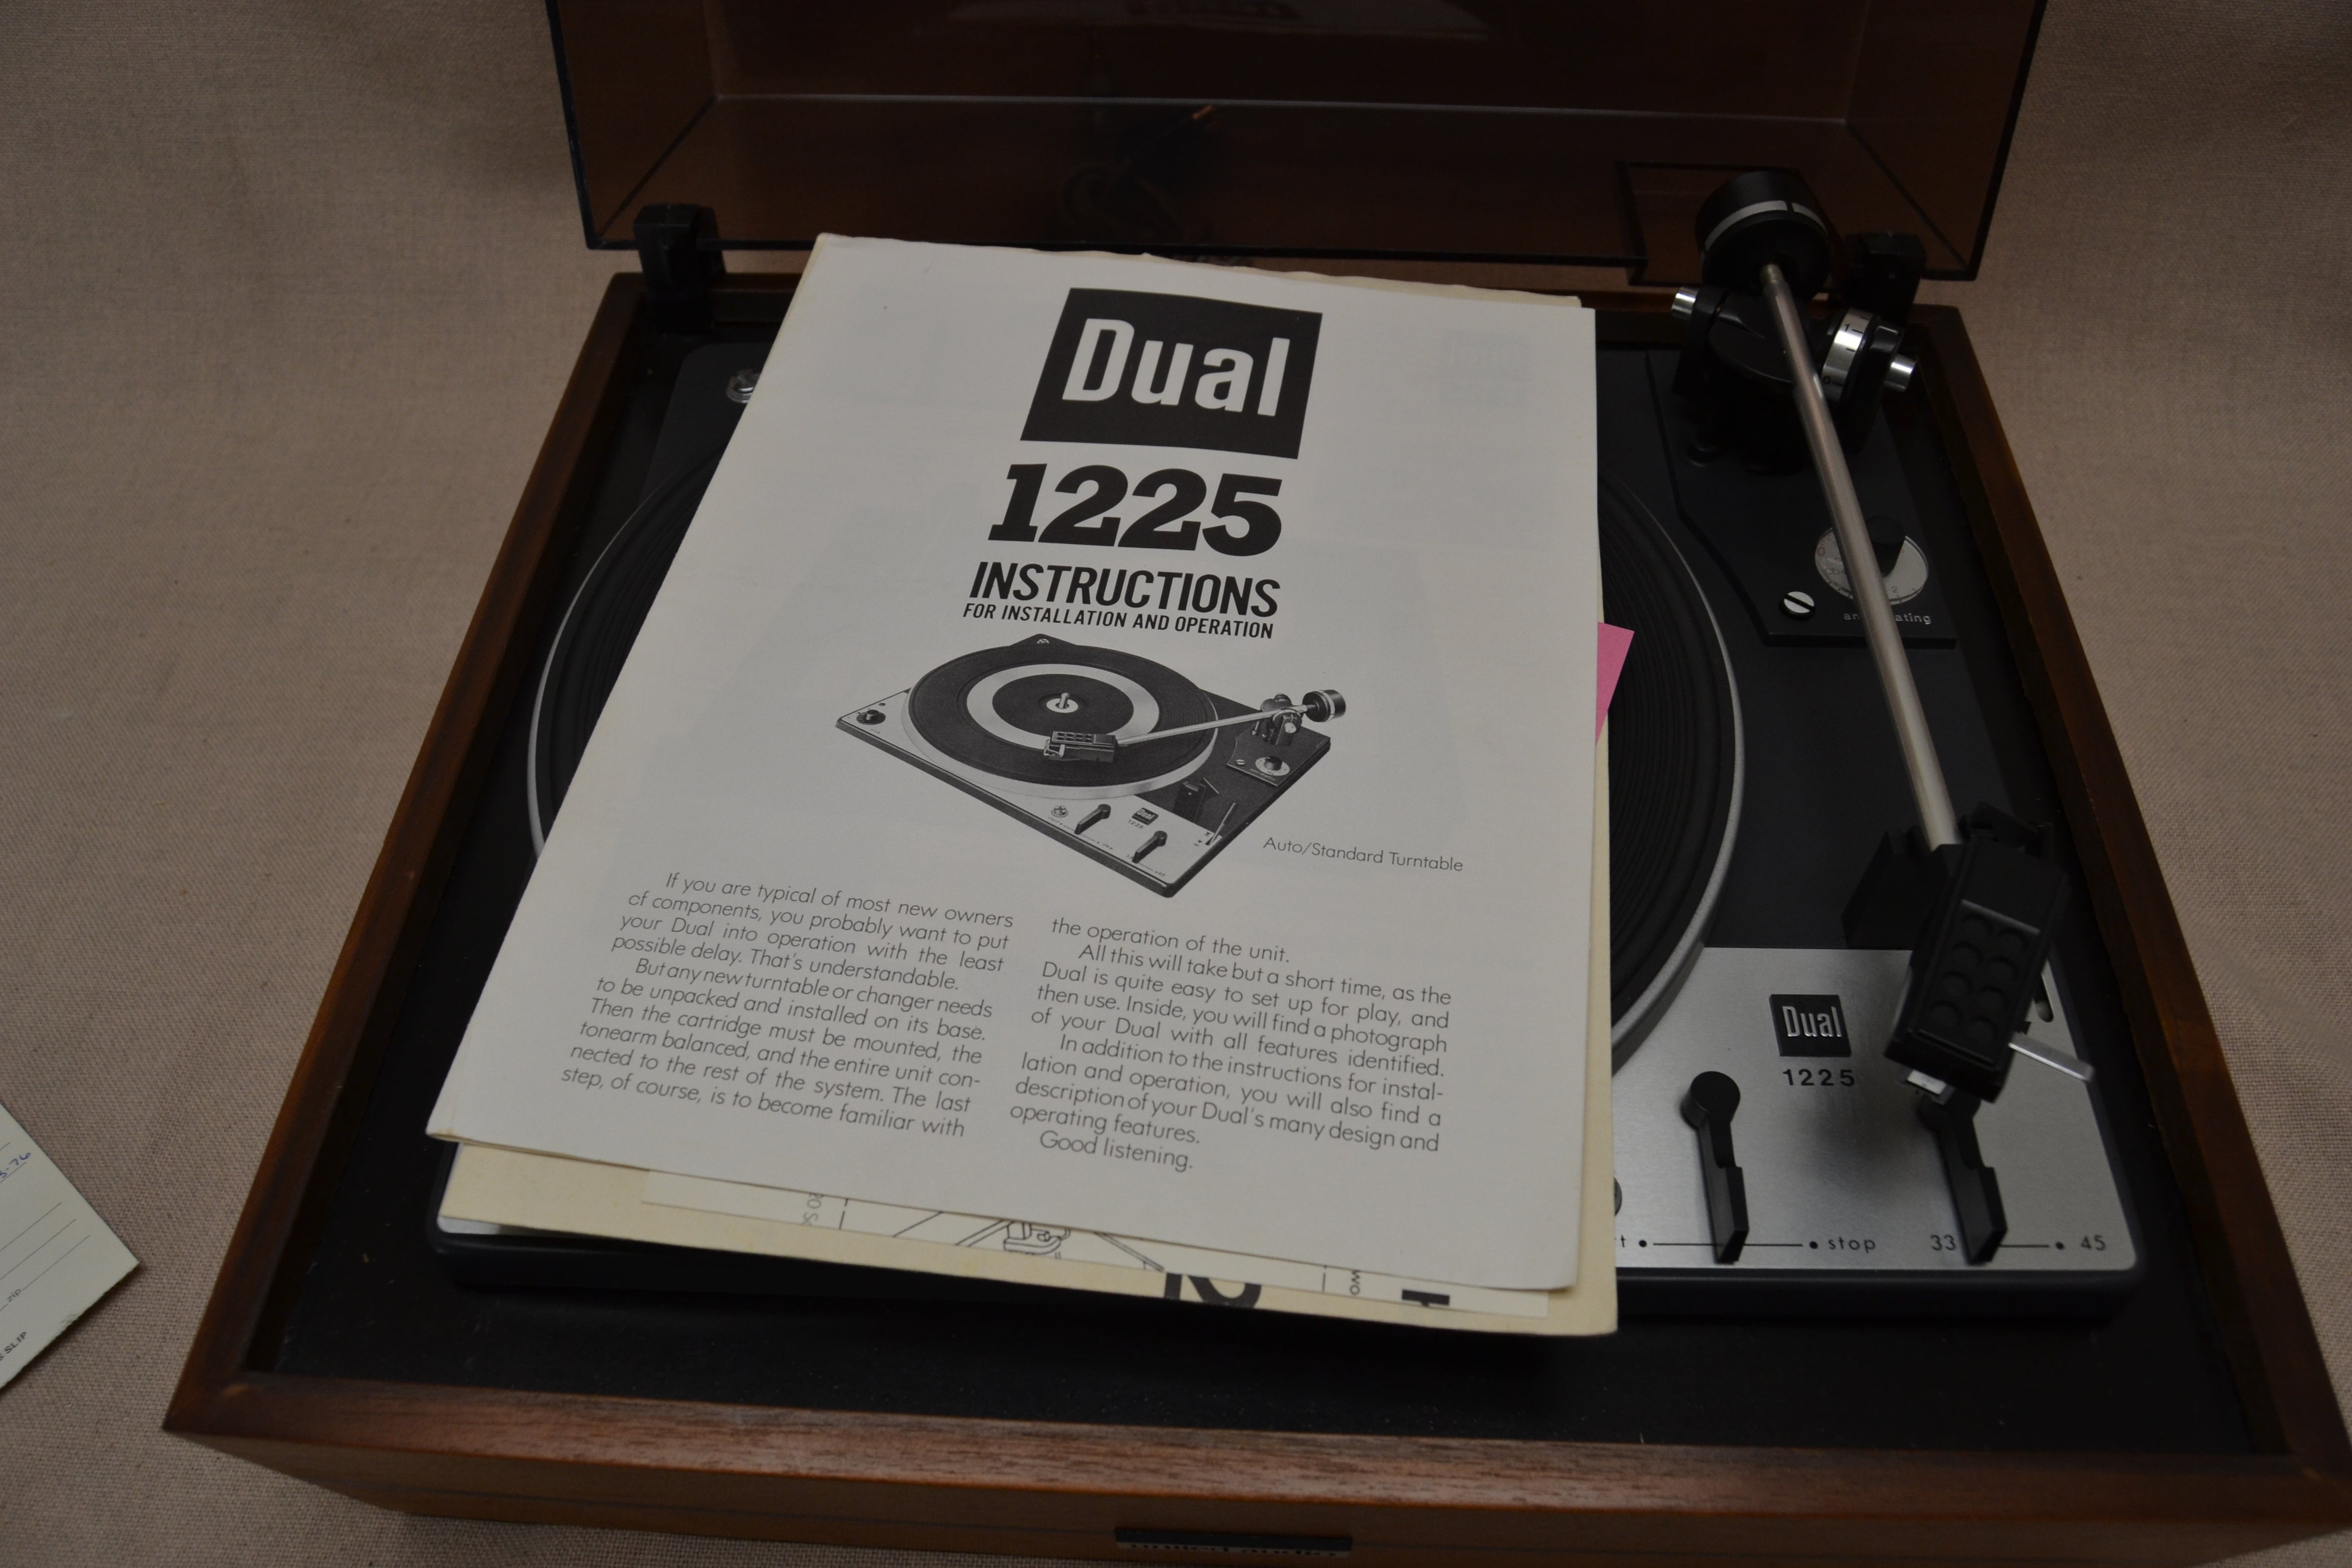 Dual
1225
INSTRUCTIONS
FOR INSTALLATION AND OPERATION
Auto/Standard Turntable
If you are typical of most new owners
cf components, you probably want to put
your Dual into operation with the least
possible delay. That's understandable.
But any new turntable or changer needs
to be unpacked and installed on its base.
Then the cartridge must be mounted, the
tonearm balanced, and the entire unit con-
nected to the rest of the system. The last
step, of course, is to become familiar with
the operation of the unit.
All this will take but a short time, as the
Dual is quite easy to set up for play, and
then use. Inside, you will find a photograph
of your Dual with all features identified.
In addition to the instructions for instal-
lation and operation, you will also find a
description of your Dual's many design and
operating features.
Good listening.
Dual
1225
stop
33
45
zip
SLIP